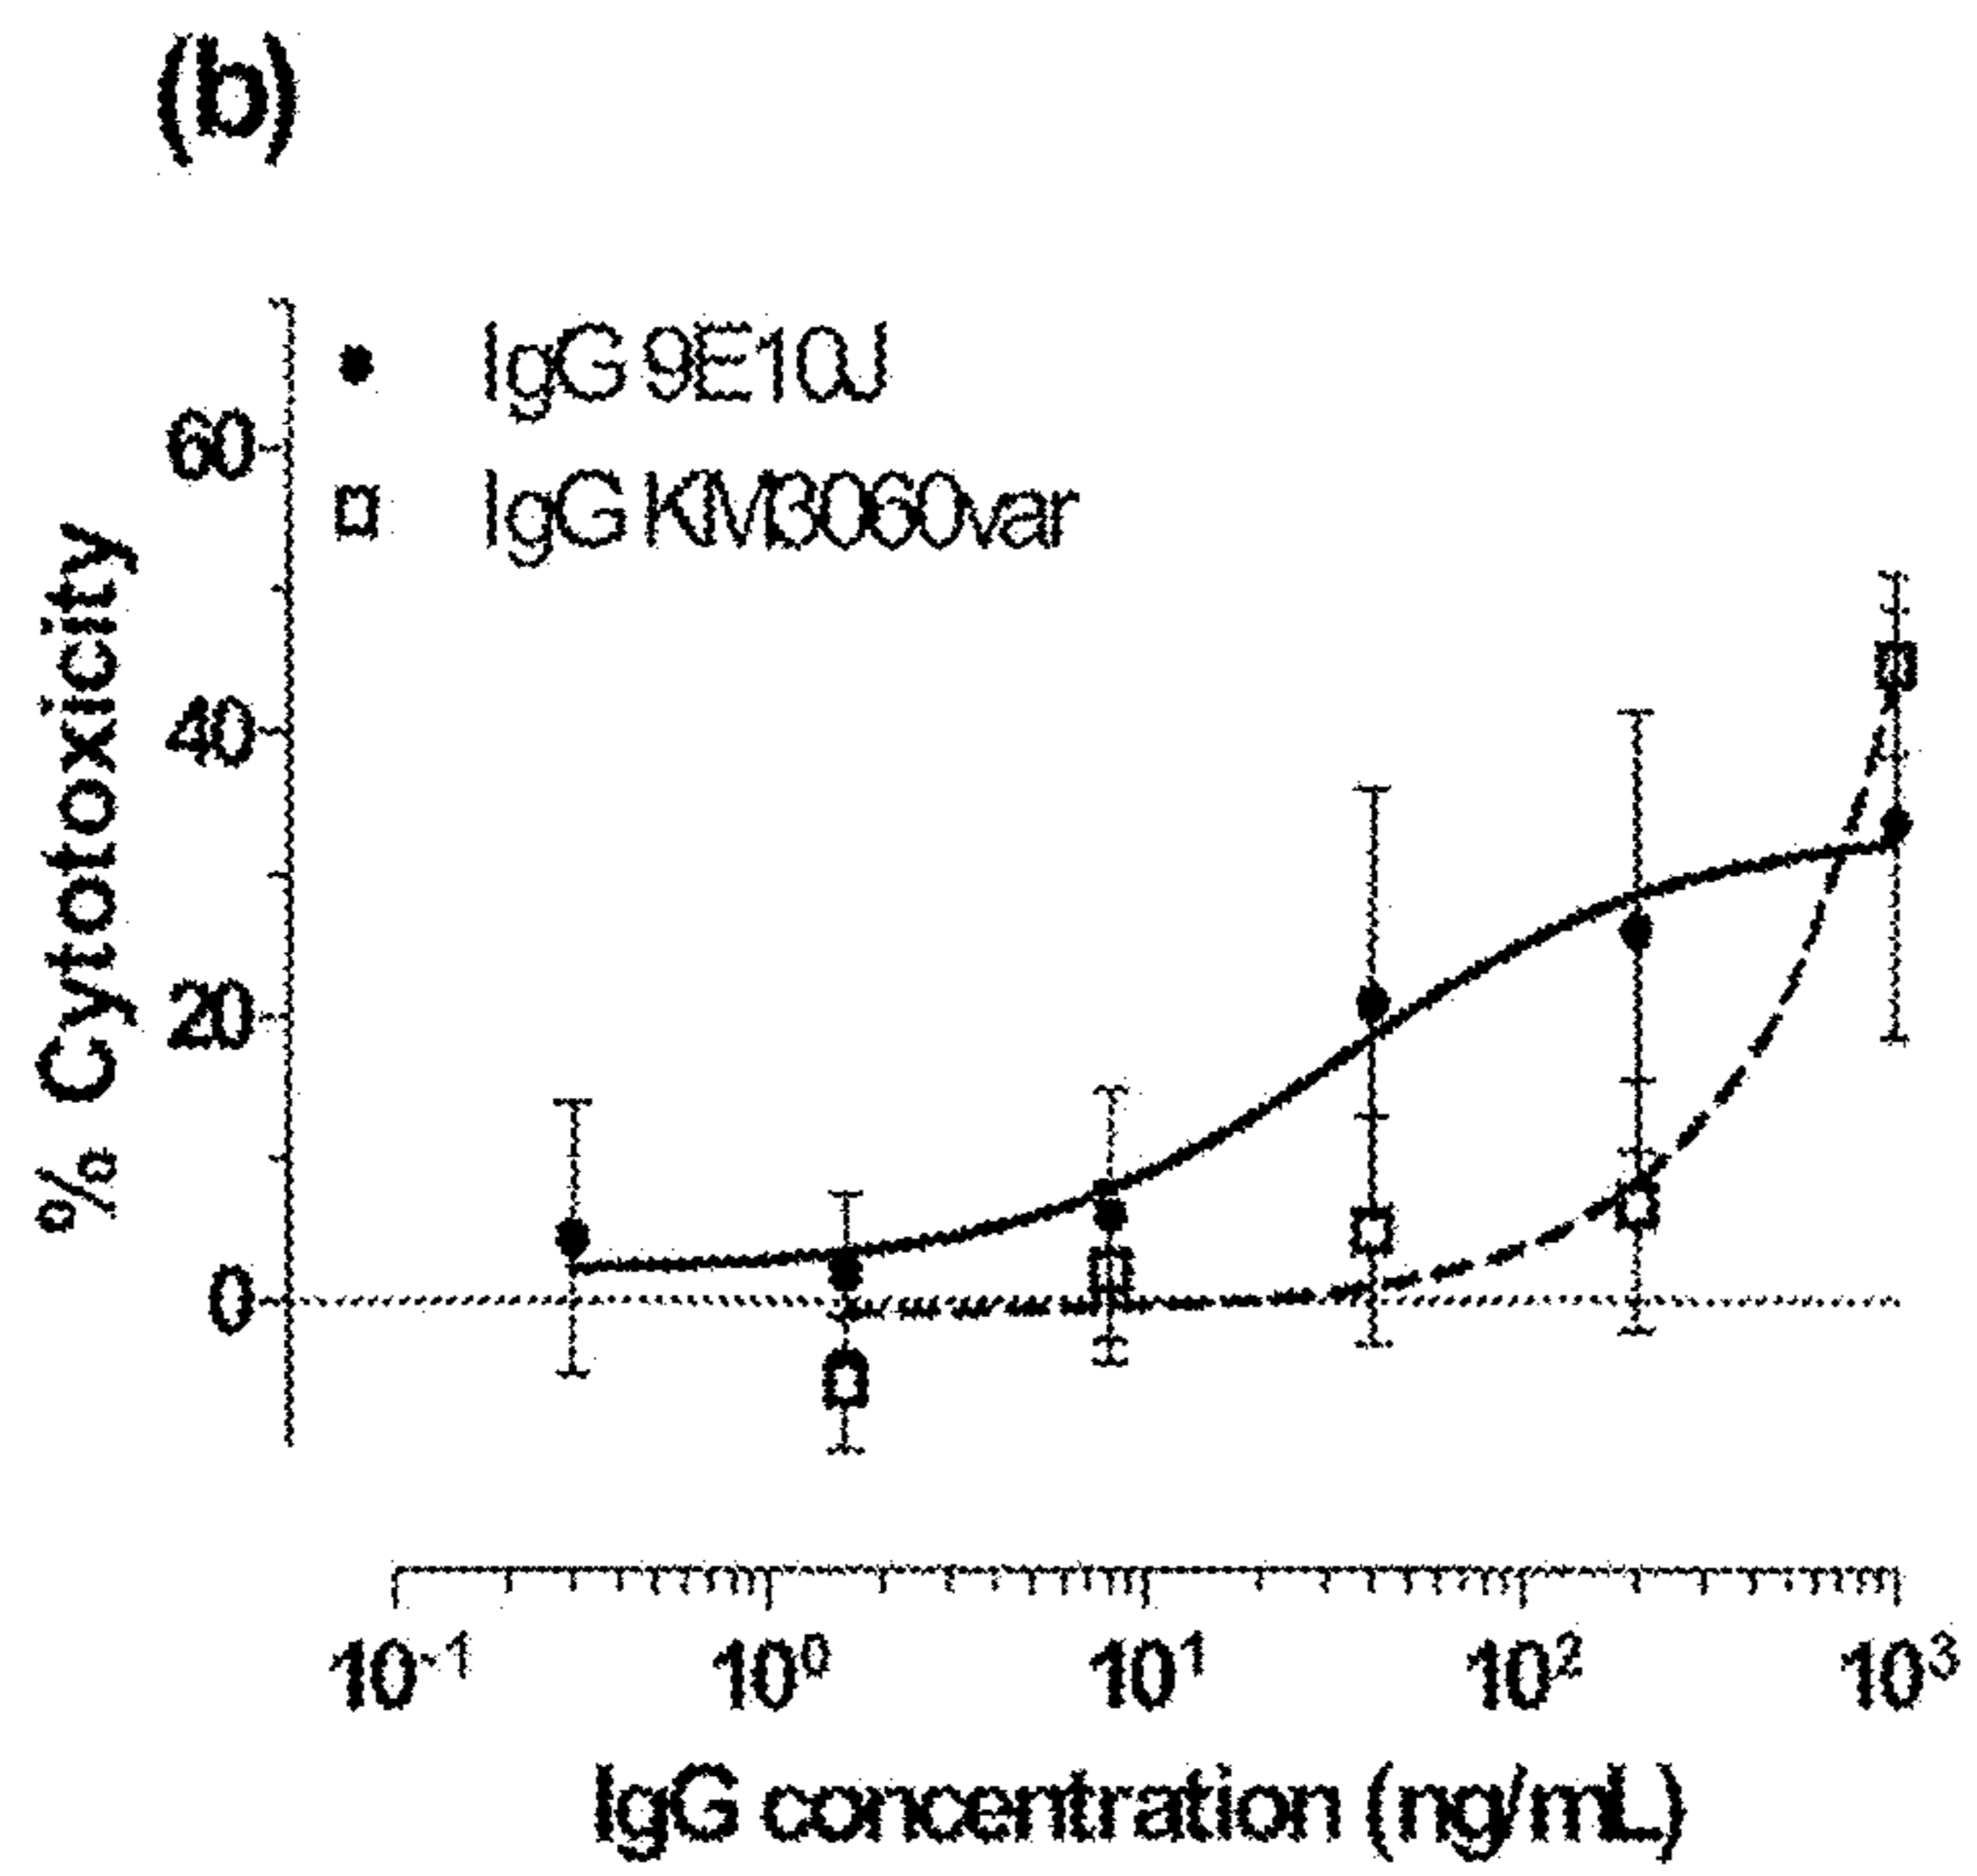 (b)
IgG 9E10J
IgG KM3060var
60
40
20
0
% Cytotoxicity
10⁻¹ 10⁰ 10¹ 10² 10³
IgG concentration (ng/mL)